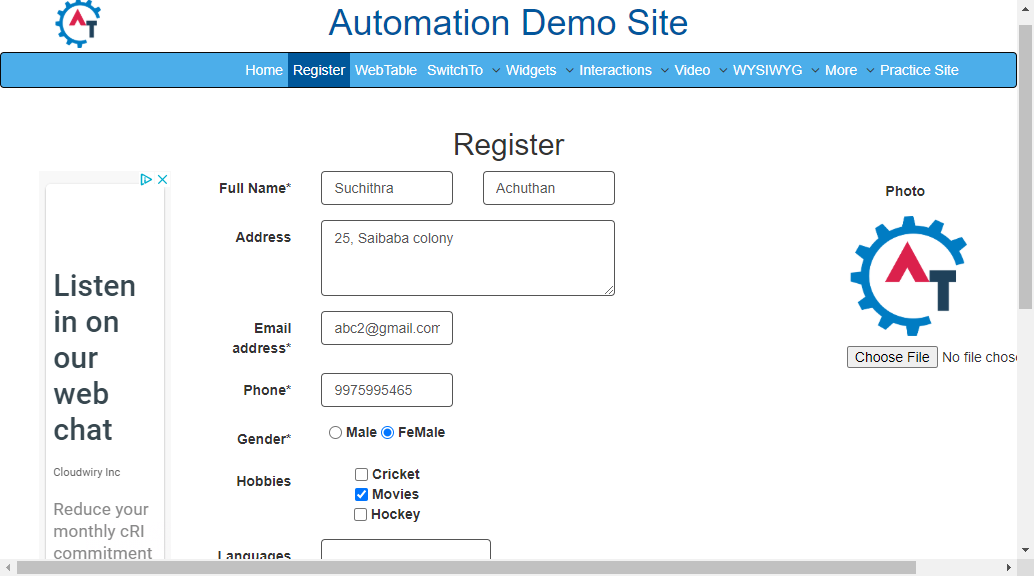 AT
Automation Demo Site
Home Register WebTable SwitchTo Widgets Interactions Video WYSIWYG More Practice Site
Register
Full Name* Suchithra Achuthan
Photo
Address 25, Saibaba colony
AT
Email address* abc2@gmail.com
Choose File No file chose
Phone* 9975995465
Gender* Male FeMale
Hobbies Cricket
Movies
Hockey
Languages
Listen
in on
our
web
chat
Cloudwiry Inc
Reduce your
monthly cRI
commitment